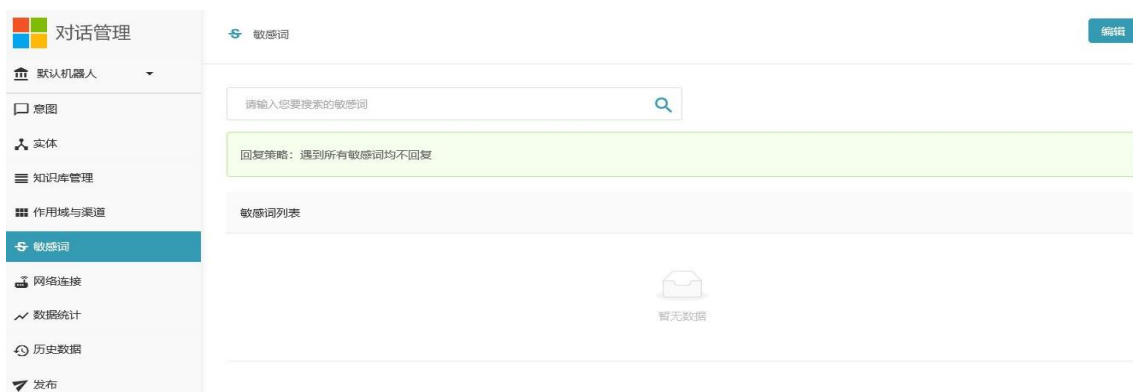 对话管理
敏感词
编辑
默认机器人
请输入您要搜索的敏感词
意图
实体
回复策略：遇到所有敏感词均不回复
知识库管理
作用域与渠道
敏感词列表
敏感词
网络连接
数据统计
暂无数据
历史数据
发布